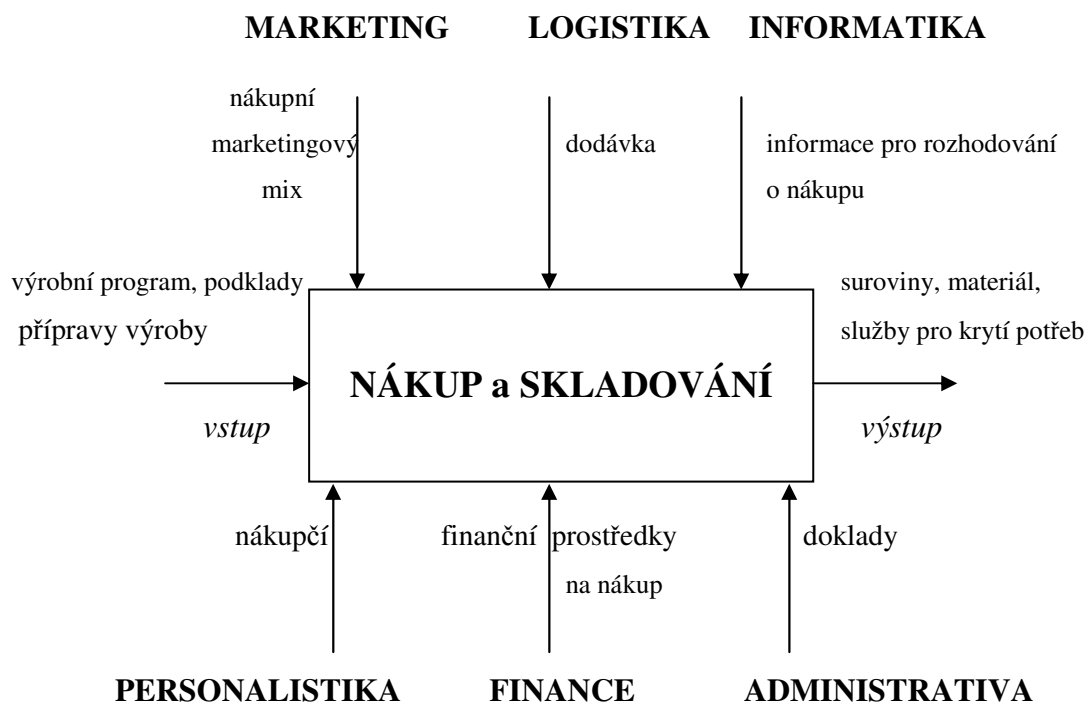 MARKETING LOGISTIKA INFORMATIKA
nákupní
marketingový dodávka informace pro rozhodování
mix o nákupu
výrobní program, podklady suroviny, materiál,
přípravy výroby služby pro krytí potřeb
NÁKUP a SKLADOVÁNÍ
vstup výstup
nákupčí finanční prostředky doklady
na nákup
PERSONALISTIKA FINANCE ADMINISTRATIVA